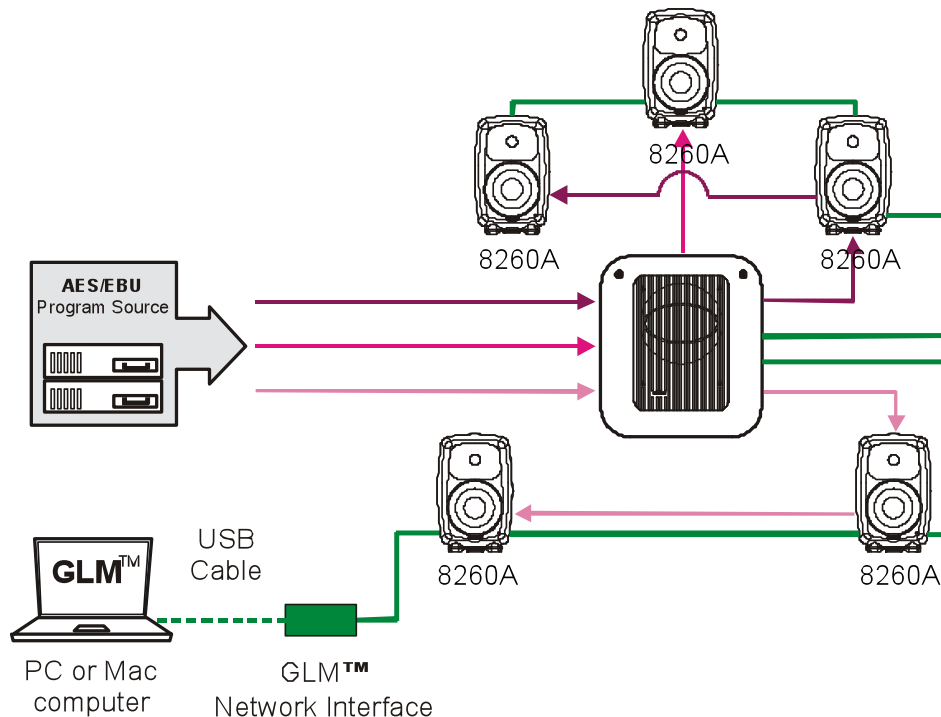 8260A
8260A
8260A
AES/EBU
Program Source
8260A
8260A
USB
Cable
GLM™
PC or Mac
computer
GLM™
Network Interface